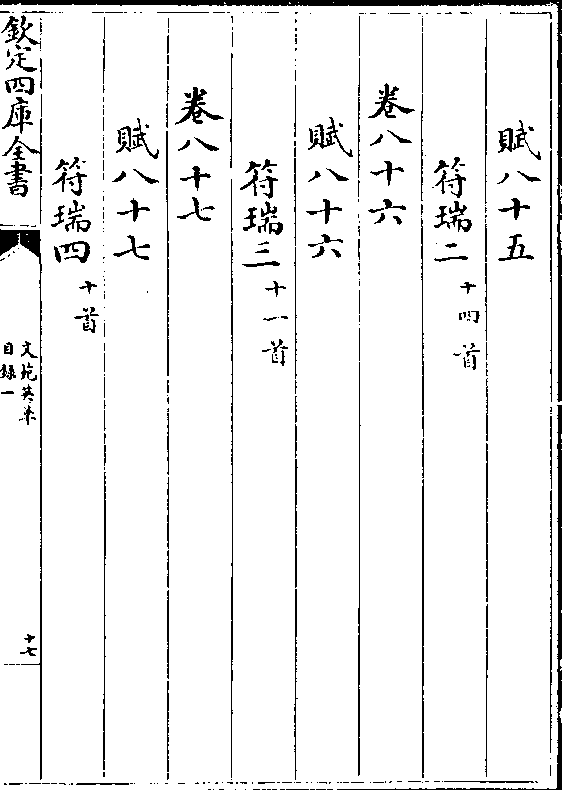 賦八十五
符瑞二 十四首
卷八十六
賦八十六
符瑞三 十一首
卷八十七
賦八十七
符瑞四 十首
欽定四庫全書
文苑英華
目錄一
十七